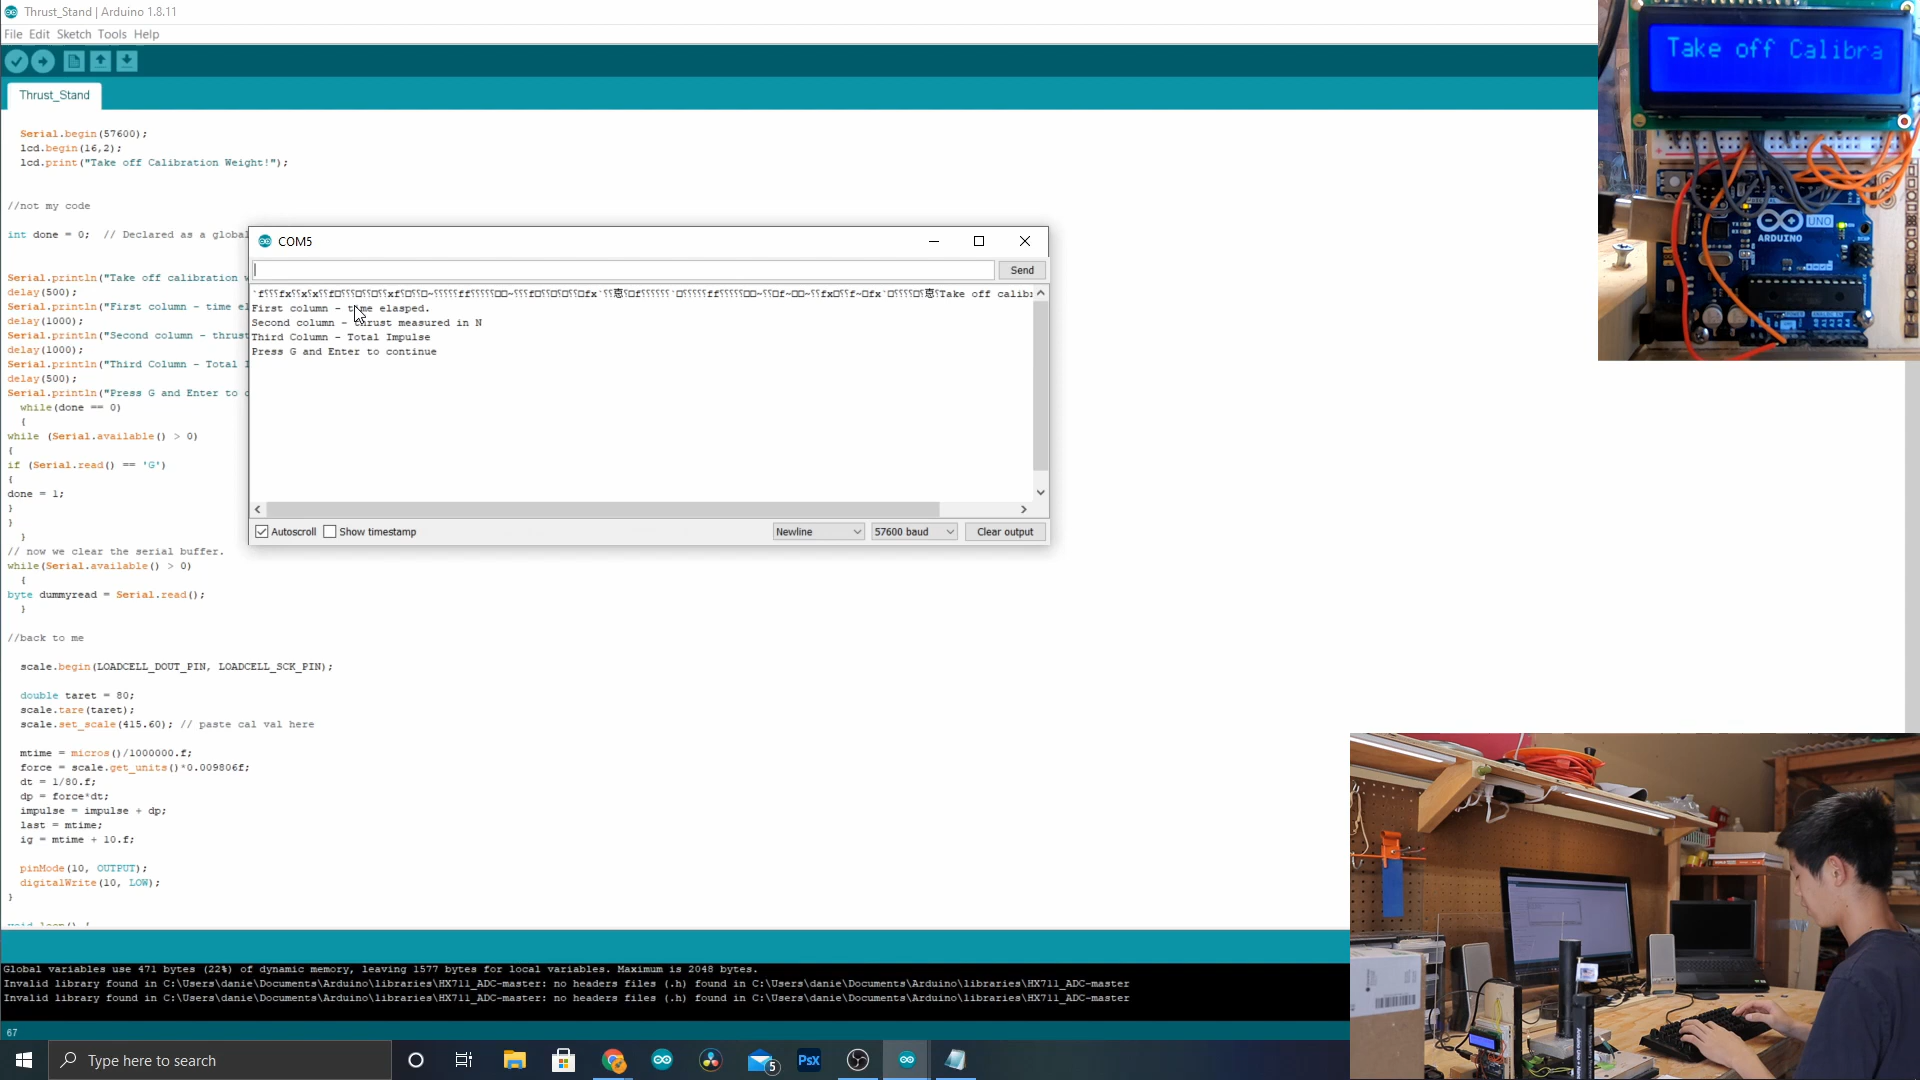 Thrust_Stand | Arduino 1.8.11
File Edit Sketch Tools Help
Thrust_Stand
Serial.begin(57600);
lcd.begin(16,2);
lcd.print("Take off Calibration Weight!");
//not my code
int done = 0;  // Declared as a global
Serial.println("Take off calibration w
delay(500);
Serial.println("First column - time el
delay(1000);
Serial.println("Second column - thrust
delay(1000);
Serial.println("Third Column - Total I
delay(500);
Serial.println("Press G and Enter to c
while(done == 0)
{
while (Serial.available() > 0)
{
if (Serial.read() == 'G')
{
done = 1;
}
}
}
// now we clear the serial buffer.
while(Serial.available() > 0)
{
byte dummyread = Serial.read();
}
//back to me
scale.begin(LOADCELL_DOUT_PIN, LOADCELL_SCK_PIN);
double taret = 80;
scale.tare(taret);
scale.set_scale(415.60); // paste cal val here
mtime = micros()/1000000.f;
force = scale.get_units()*0.009806f;
dt = 1/80.f;
dp = force*dt;
impulse = impulse + dp;
last = mtime;
ig = mtime + 10.f;
pinMode(10, OUTPUT);
digitalWrite(10, LOW);
}
void loop() {
COM5
Send
Take off calib
First column - time elasped.
Second column - thrust measured in N
Third Column - Total Impulse
Press G and Enter to continue
Autoscroll
Show timestamp
Newline
57600 baud
Clear output
Take off Calibra
UNO
ARDUINO
Global variables use 471 bytes (22%) of dynamic memory, leaving 1577 bytes for local variables. Maximum is 2048 bytes.
Invalid library found in C:\Users\danie\Documents\Arduino\libraries\HX711_ADC-master: no headers files (.h) found in C:\Users\danie\Documents\Arduino\libraries\HX711_ADC-master
Invalid library found in C:\Users\danie\Documents\Arduino\libraries\HX711_ADC-master: no headers files (.h) found in C:\Users\danie\Documents\Arduino\libraries\HX711_ADC-master
67
Type here to search
5
PsX